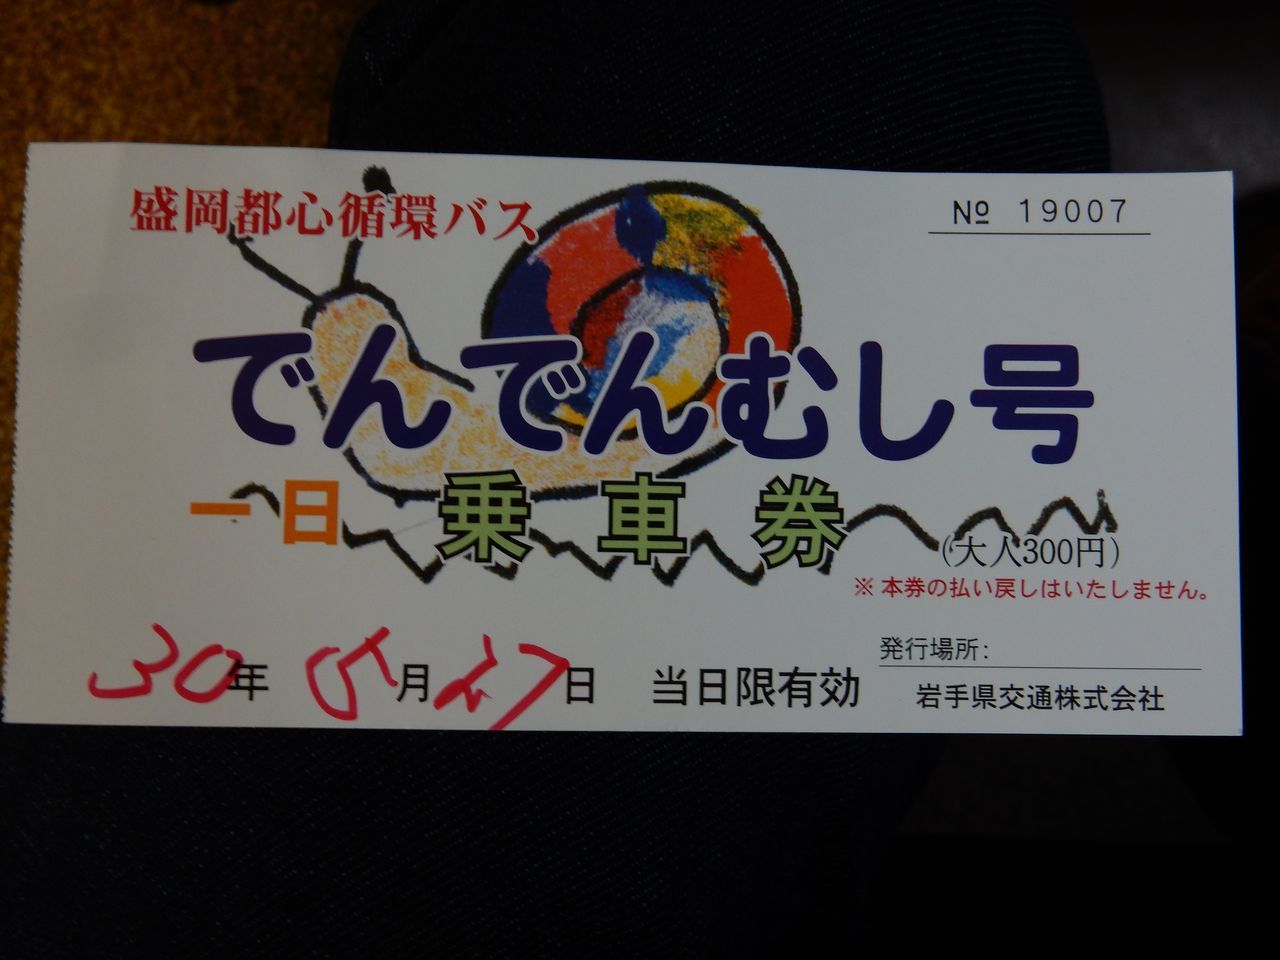 盛岡都心循環バス
№ 19007
でんでんむし号
一日乗車券
(大人300円)
※本券の払い戻しはいたしません。
30年5月27日 当日限有効
発行場所:
岩手県交通株式会社